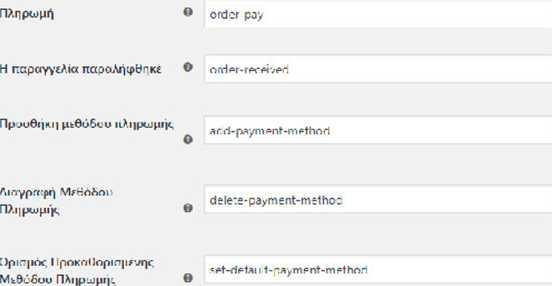 Πληρωμή
order-pay
Η παραγγελία παραλήφθηκε
order-received
Προσθήκη μεθόδου πληρωμής
add-payment-method
Διαγραφή Μεθόδου
Πληρωμής
delete-payment-method
Ορισμός Προκαθορισμένης
Μεθόδου Πληρωμής
set-default-payment-method